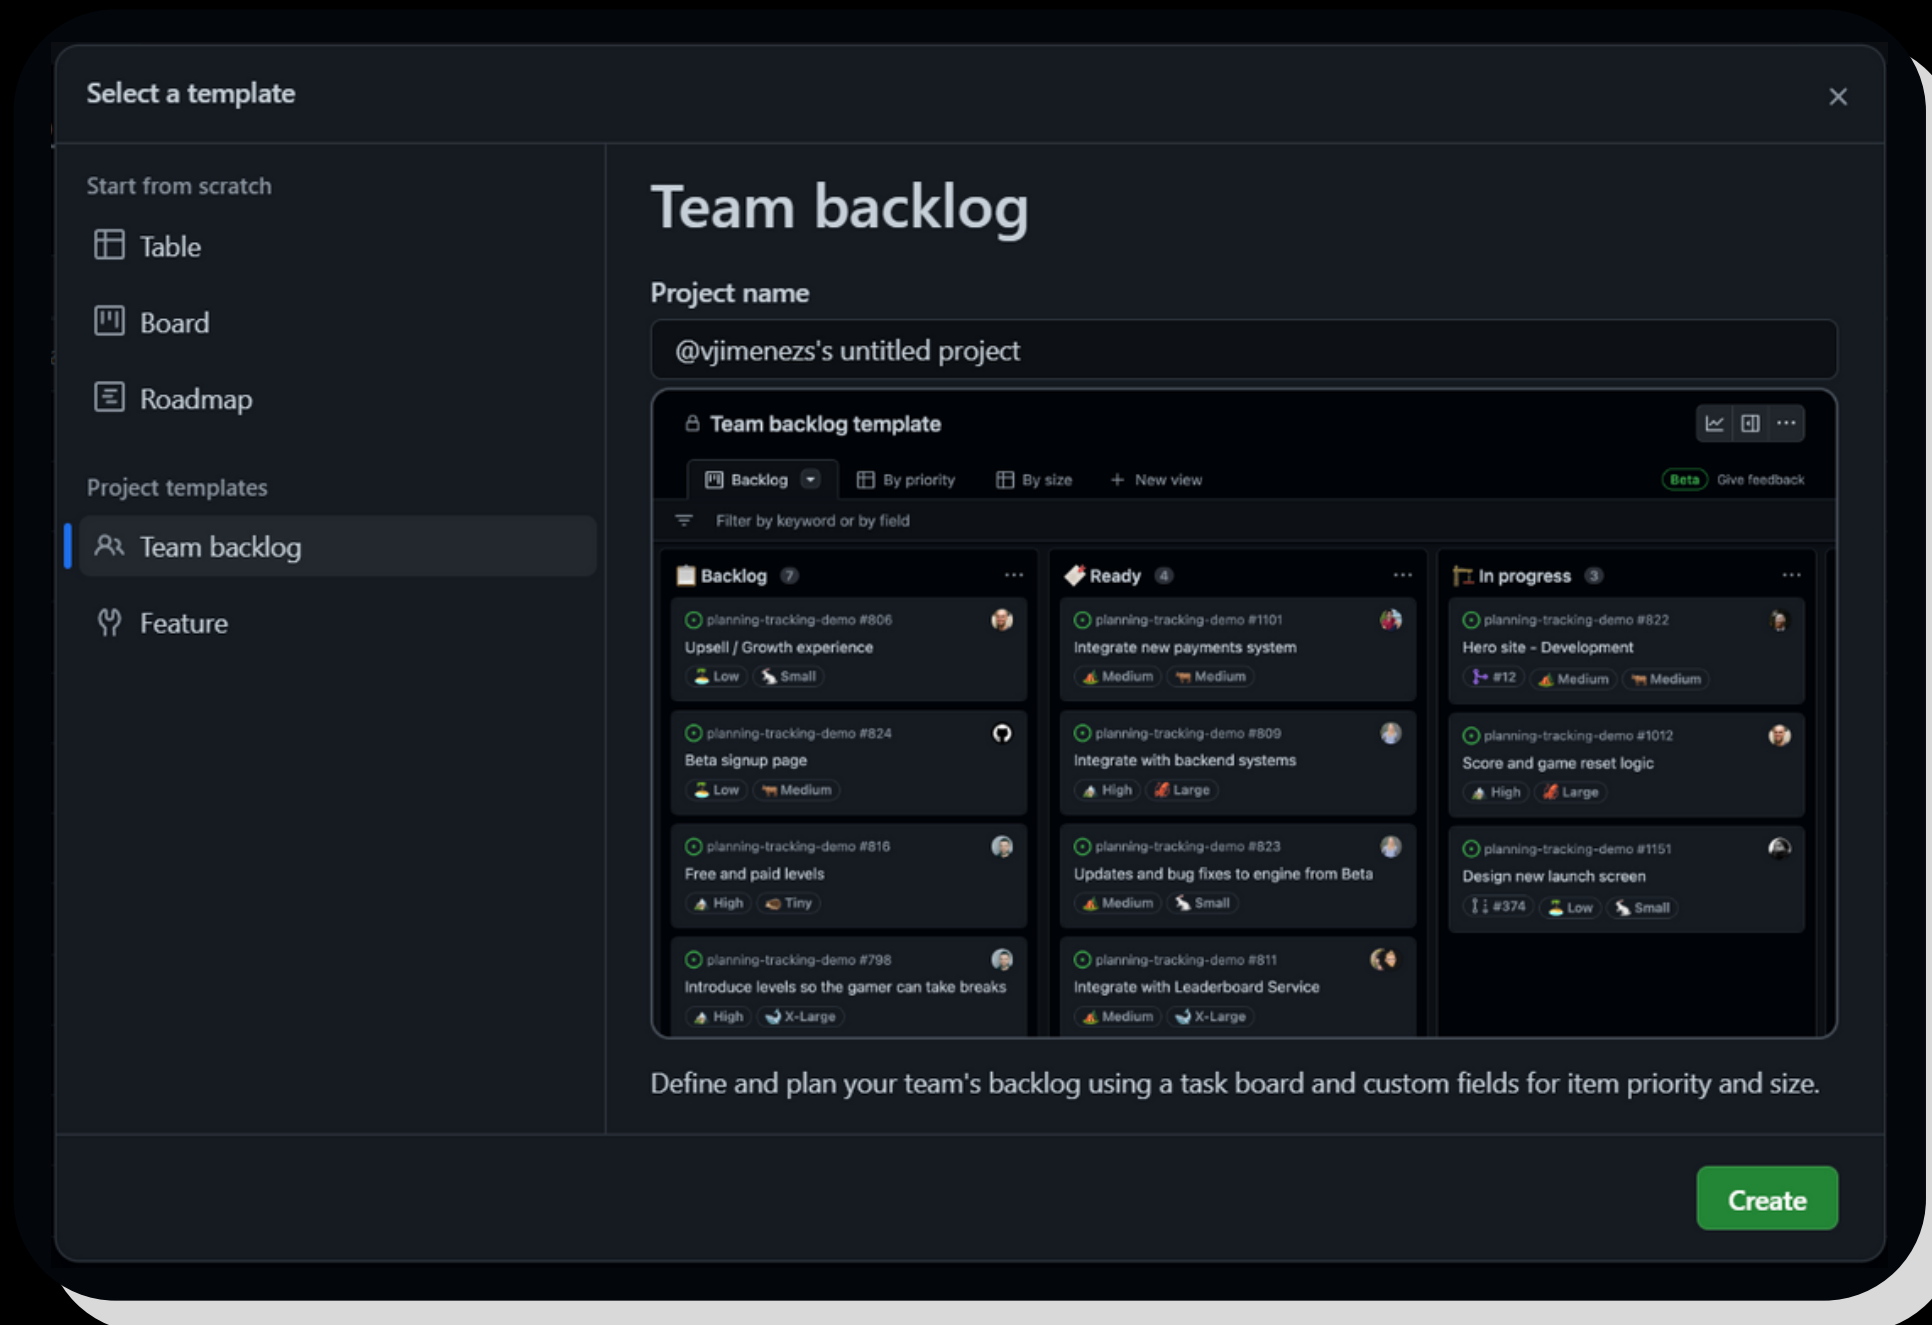 Select a template
Start from scratch
Table
Board
Roadmap
Project templates
Team backlog
Feature
Team backlog
Project name
@vjimenezs's untitled project
Team backlog template
Backlog
By priority
By size
New view
Beta
Give feedback
Filter by keyword or by field
Backlog 7
planning-tracking-demo #806
Upsell / Growth experience
Low Small
planning-tracking-demo #824
Beta signup page
Low Medium
planning-tracking-demo #816
Free and paid levels
High Tiny
planning-tracking-demo #798
Introduce levels so the gamer can take breaks
High X-Large
Ready 4
planning-tracking-demo #1101
Integrate new payments system
Medium Medium
planning-tracking-demo #809
Integrate with backend systems
High Large
planning-tracking-demo #823
Updates and bug fixes to engine from Beta
Medium Small
planning-tracking-demo #811
Integrate with Leaderboard Service
Medium X-Large
In progress 3
planning-tracking-demo #822
Hero site - Development
#12 Medium Medium
planning-tracking-demo #1012
Score and game reset logic
High Large
planning-tracking-demo #1151
Design new launch screen
#374 Low Small
Define and plan your team's backlog using a task board and custom fields for item priority and size.
Create